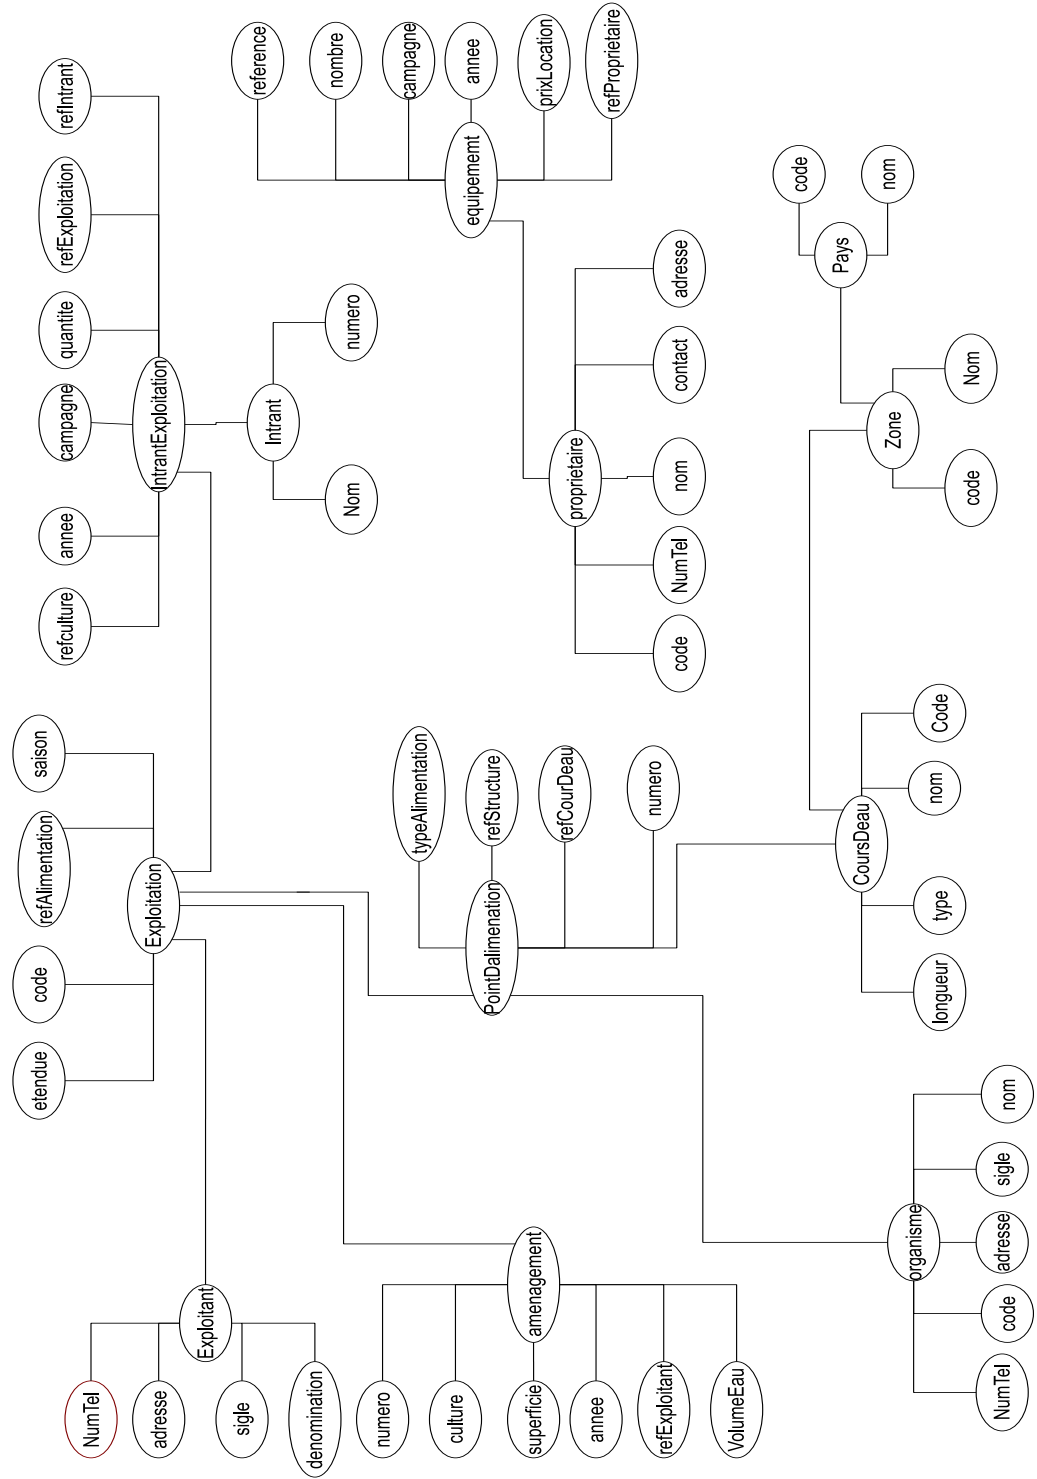 NumTel
adresse
sigle
denomination
Exploitant
numero
culture
superficie
annee
refExploitant
VolumeEau
amenagement
NumTel
code
adresse
sigle
nom
organisme
etendue
code
refAlimentation
saison
Exploitation
PointDalimenation
typeAlimentation
refStructure
refCourDeau
numero
longueur
type
nom
Code
CoursDeau
refculture
annee
campagne
quantite
refExploitation
refIntrant
IntrantExploitation
Intrant
Nom
numero
code
NumTel
nom
contact
adresse
proprietaire
code
Nom
Zone
Pays
code
nom
equipememt
reference
nombre
campagne
annee
prixLocation
refProprietaire